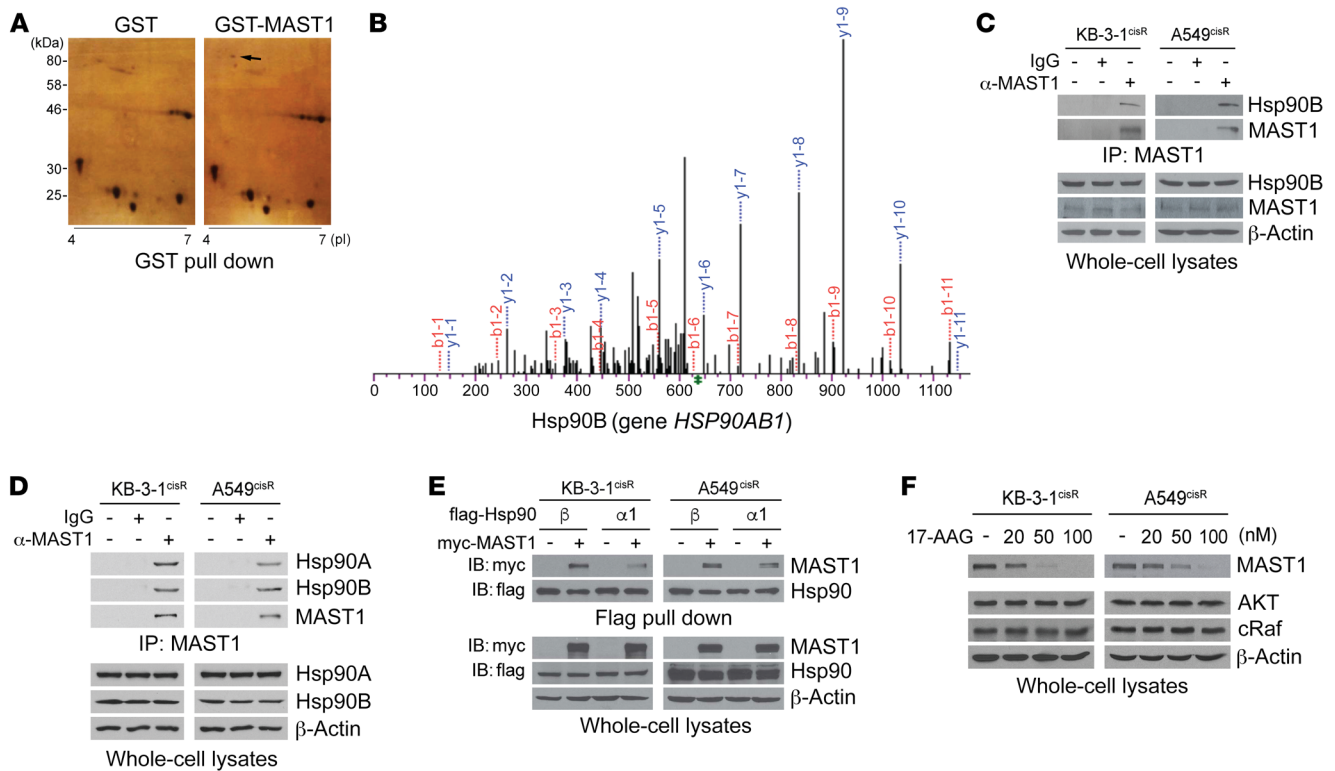 A
GST
GST-MAST1
(kDa)
80-
58-
46-
30-
25-
4
7
4
7 (pI)
GST pull down
B
b1-1
y1-1
b1-2
y1-2
b1-3
y1-3
b1-4
y1-4
b1-5
y1-5
b1-6
y1-6
b1-7
y1-7
b1-8
y1-8
b1-9
y1-9
b1-10
y1-10
b1-11
y1-11
0 100 200 300 400 500 600 700 800 900 1000 1100
Hsp90B (gene HSP90AB1)
C
KB-3-1cisR A549cisR
IgG - + - - + -
α-MAST1 - - + - - +
Hsp90B
MAST1
IP: MAST1
Hsp90B
MAST1
β-Actin
Whole-cell lysates
D
KB-3-1cisR A549cisR
IgG - + - - + -
α-MAST1 - - + - - +
Hsp90A
Hsp90B
MAST1
IP: MAST1
Hsp90A
Hsp90B
β-Actin
Whole-cell lysates
E
KB-3-1cisR A549cisR
flag-Hsp90 β α1 β α1
myc-MAST1 - + - + - + - +
IB: myc MAST1
IB: flag Hsp90
Flag pull down
IB: myc MAST1
IB: flag Hsp90
β-Actin
Whole-cell lysates
F
KB-3-1cisR A549cisR
17-AAG - 20 50 100 - 20 50 100 (nM)
MAST1
AKT
cRaf
β-Actin
Whole-cell lysates